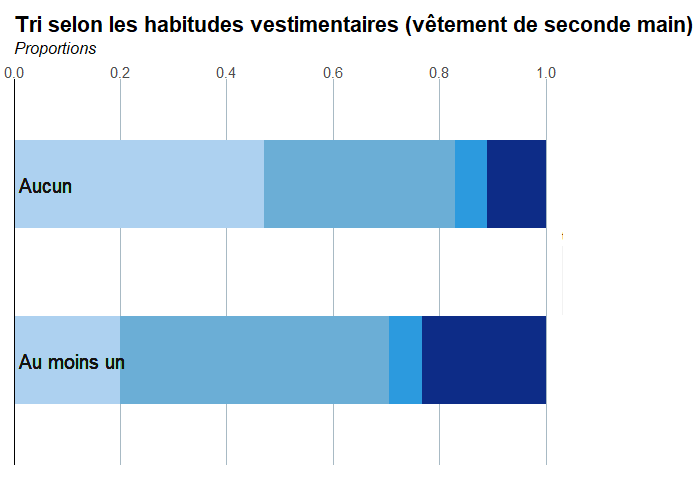 Tri selon les habitudes vestimentaires (vêtement de seconde main)
Proportions
0.0 0.2 0.4 0.6 0.8 1.0
Aucun
Au moins un